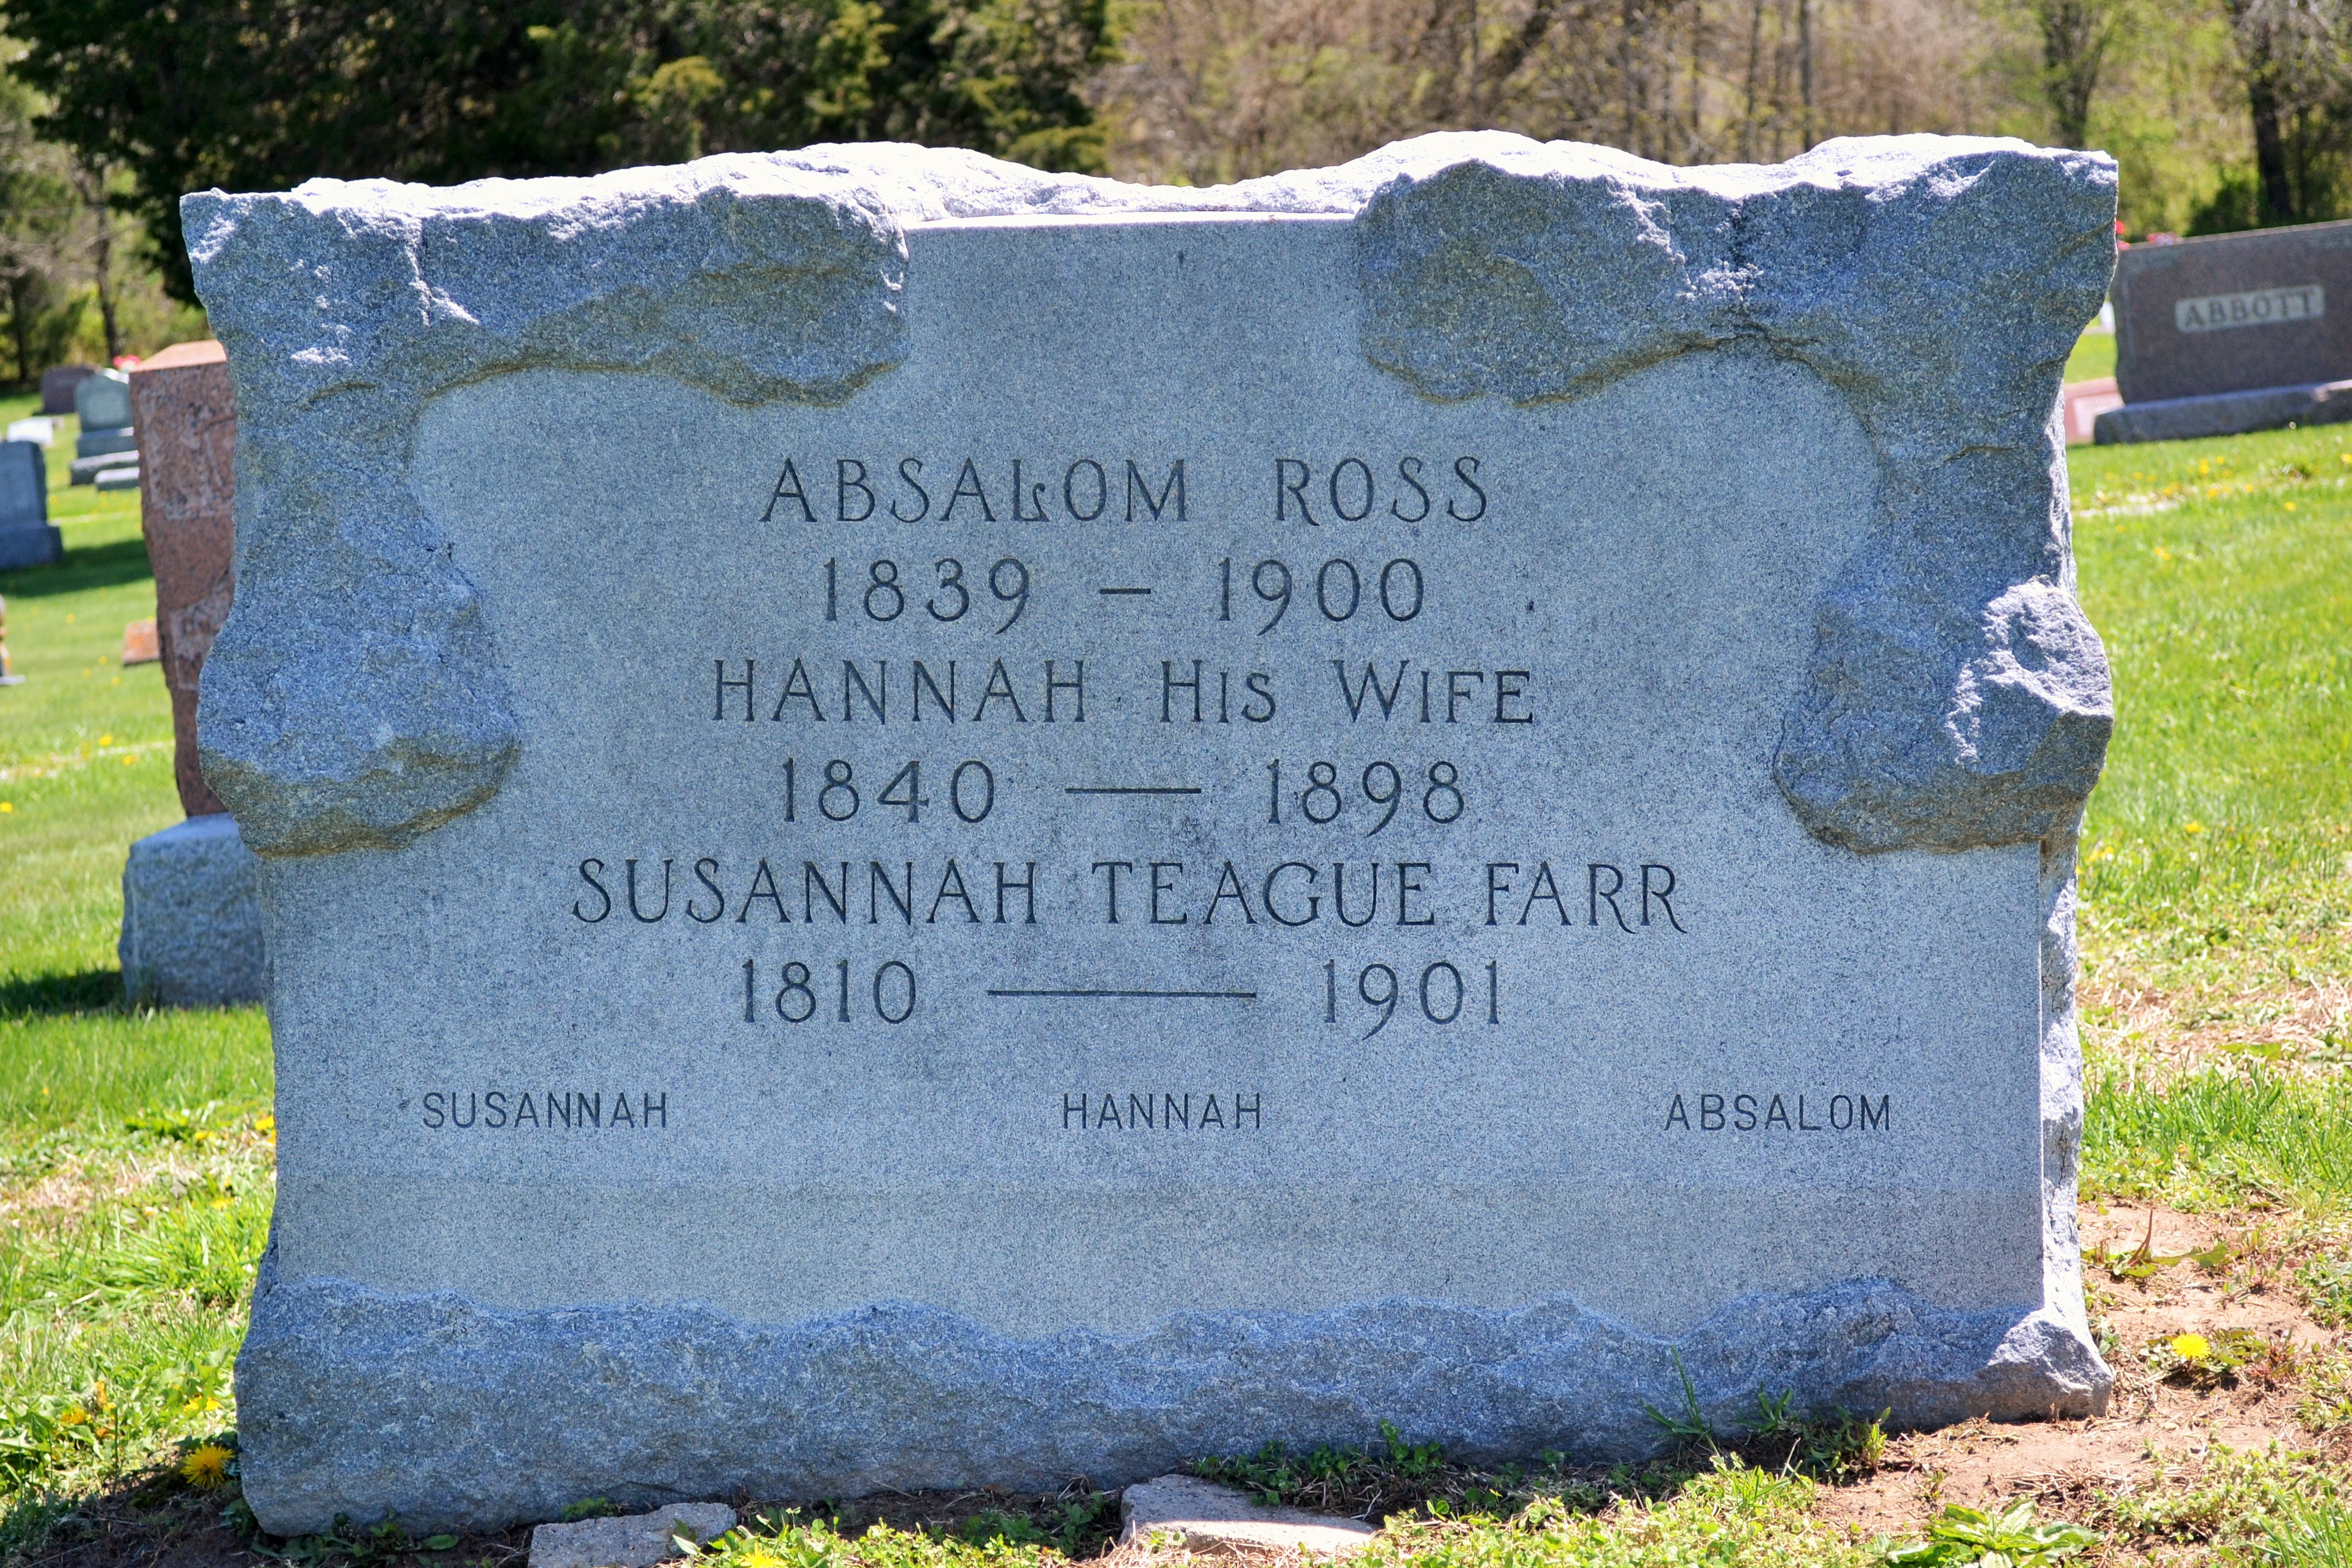 ABSALOM ROSS
1839 – 1900
HANNAH HIS WIFE
1840 — 1898
SUSANNAH TEAGUE FARR
1810 — 1901
SUSANNAH HANNAH ABSALOM
ABBOTT